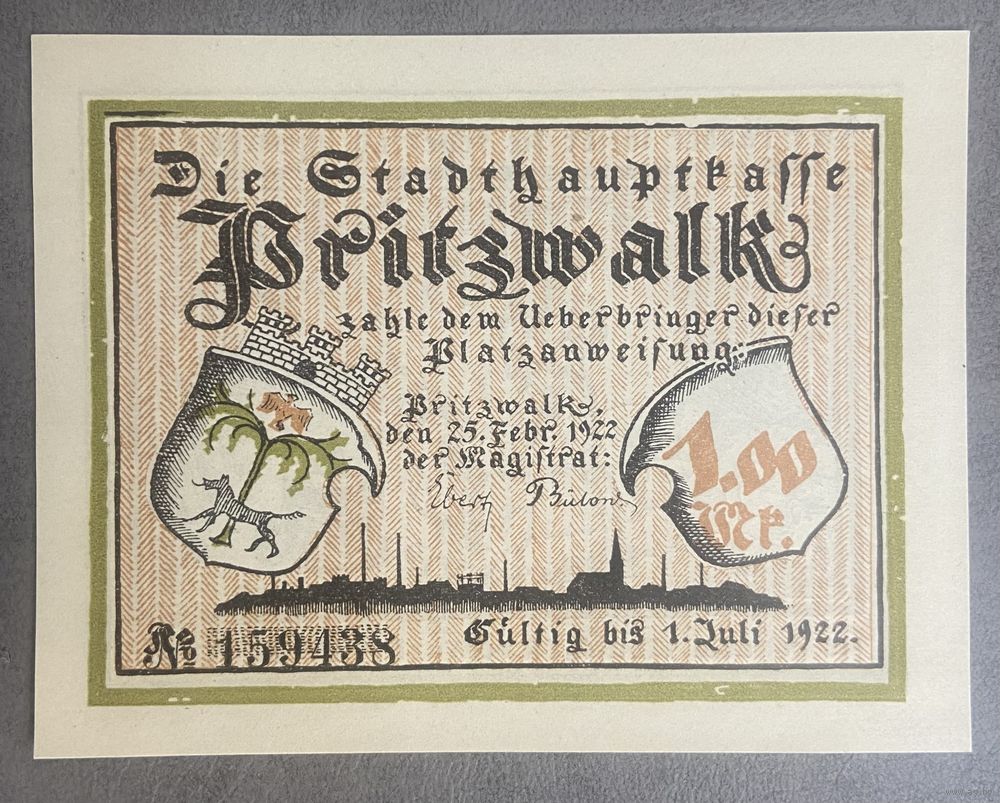 Die Stadthauptkasse
Pritzwalk
zahle dem Ueberbringer dieser
Platzanweisung:
Pritzwalk,
den 25. Febr. 1922
der Magistrat:
1.00
Mk.
No 159438
Gültig bis 1. Juli 1922.